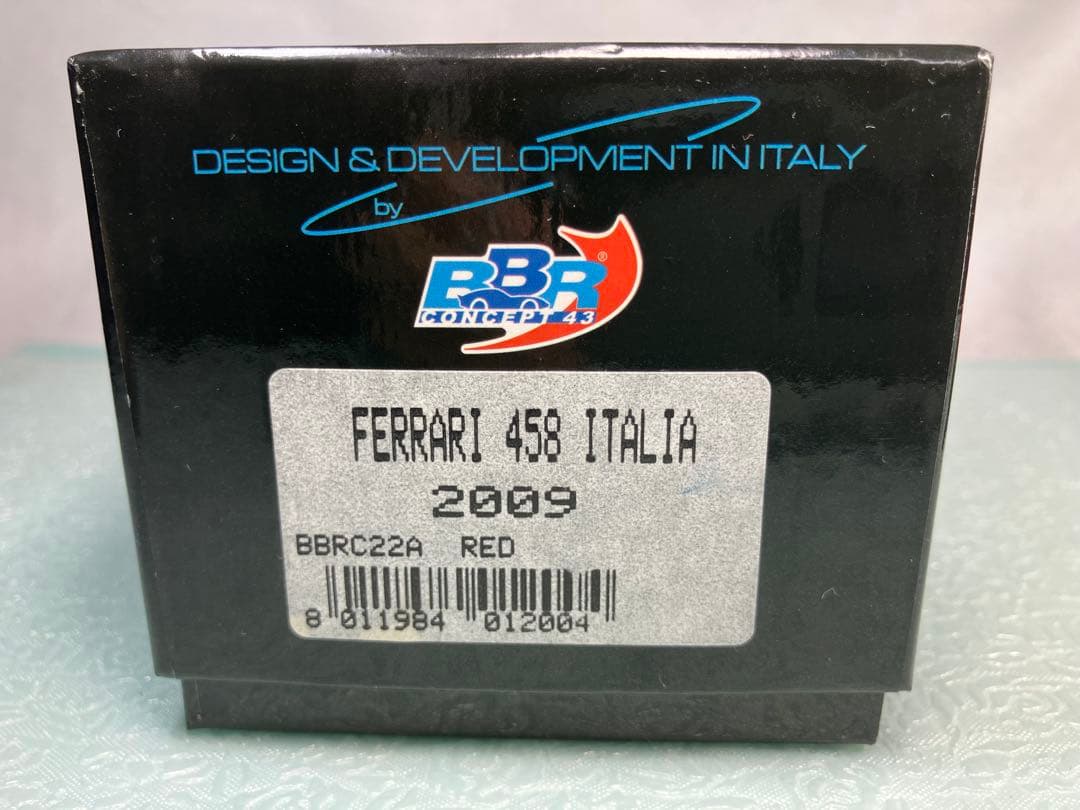 DESIGN & DEVELOPMENT IN ITALY
by
BBR®
CONCEPT 43
FERRARI 458 ITALIA
2009
BBRC22A RED
8 011984 012004